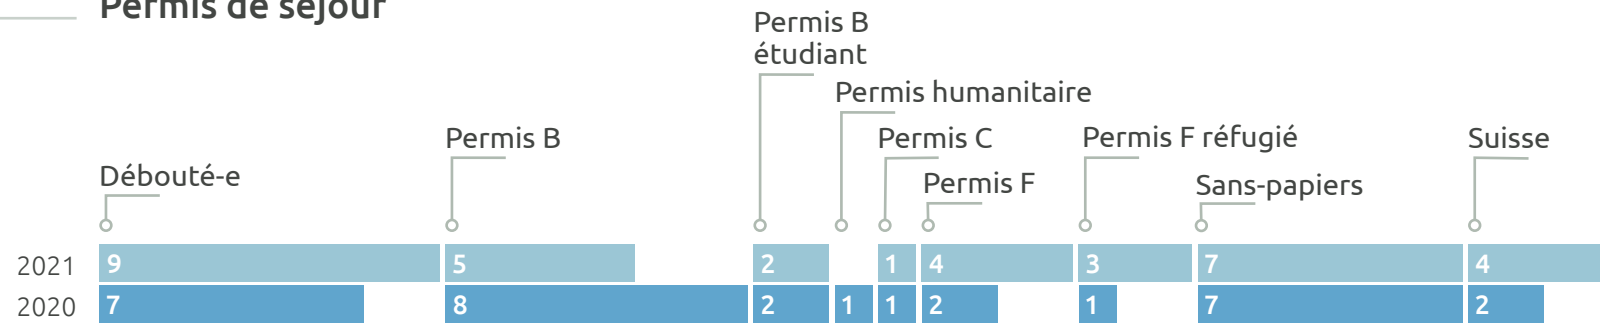 Permis de séjour
Permis B
étudiant
Permis humanitaire
Permis B
Permis C
Permis F réfugié
Suisse
Débouté-e
Permis F
Sans-papiers
2021 9 5 2 1 4 3 7 4
2020 7 8 2 1 1 2 1 7 2